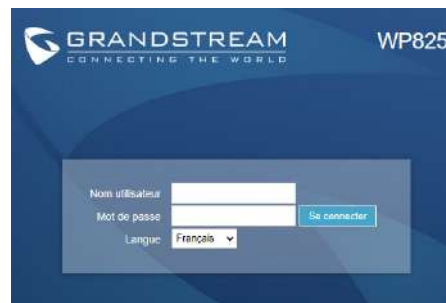 GRANDSTREAM
CONNECTING THE WORLD
WP825
Nom utilisateur
Mot de passe
Se connecter
Langue
Français